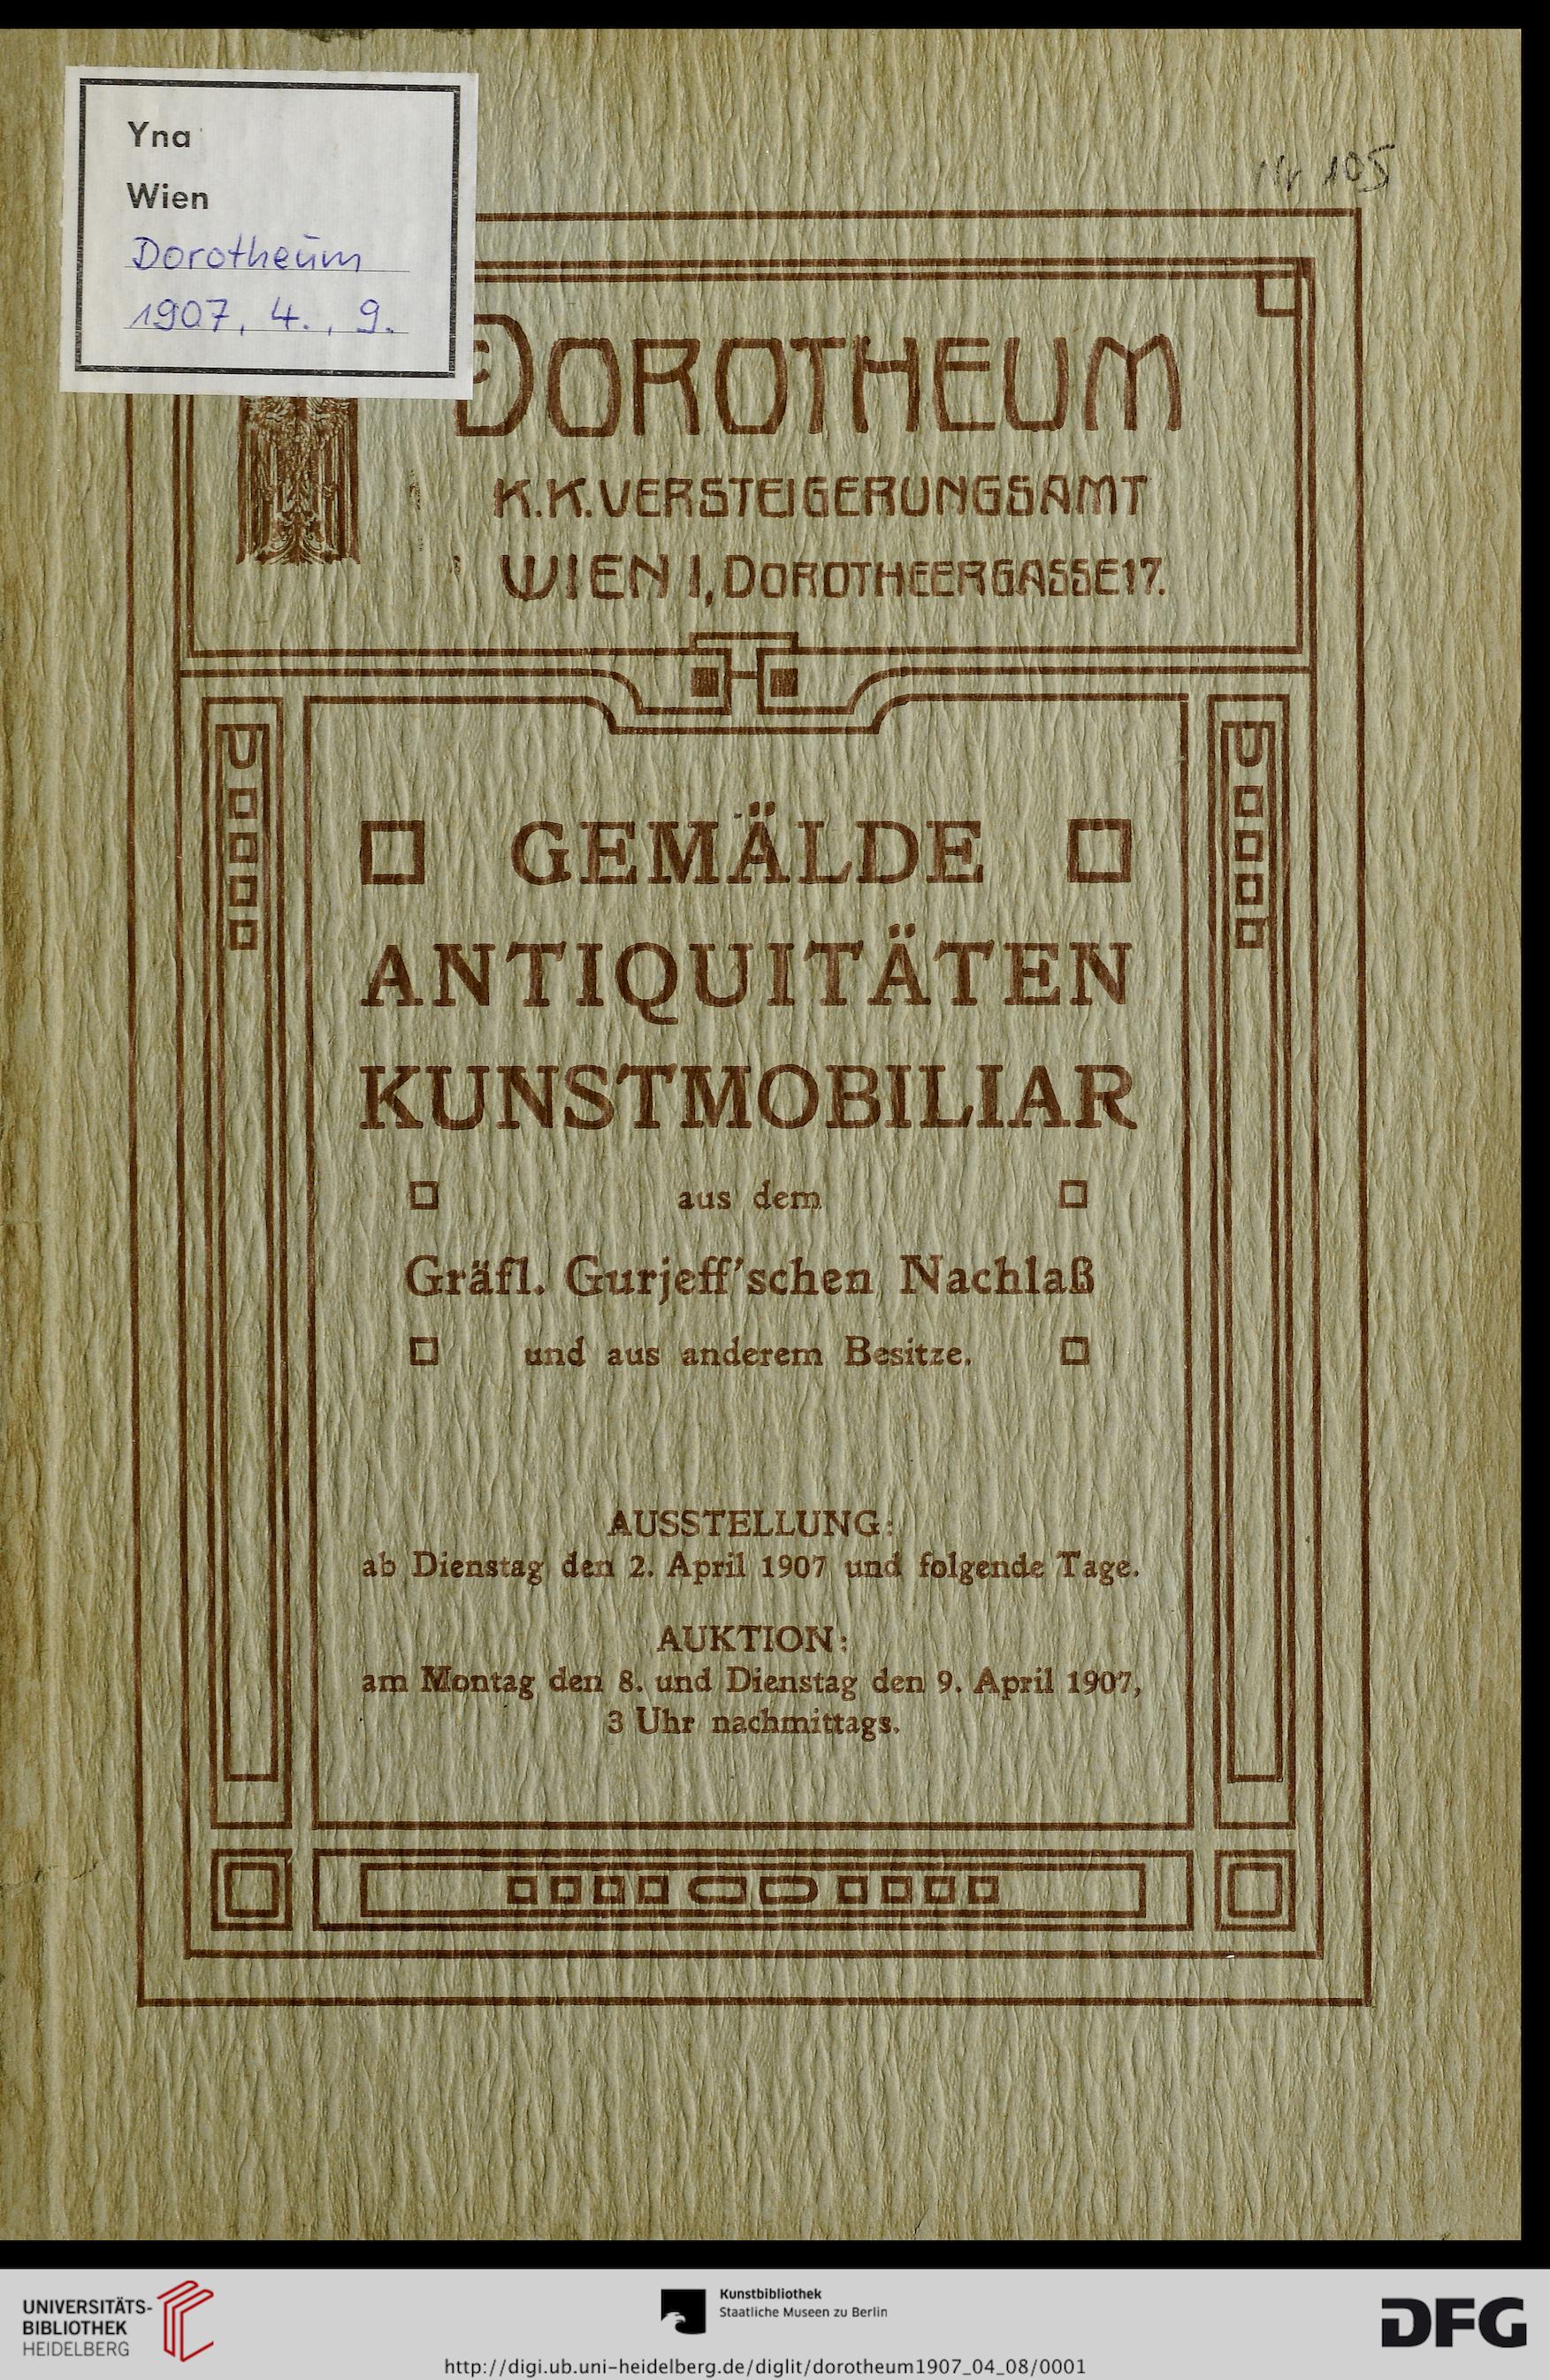 Yna
Wien
Dorotheum
1907, 4., 9.
Nr 105
DOROTHEUM
K.K. VERSTEIGERUNGSAMT
WIEN I, DOROTHEERGASSE 17.
GEMÄLDE
ANTIQUITÄTEN
KUNSTMOBILIAR
aus dem
Gräfl. Gurjeff'schen Nachlaß
und aus anderem Besitze.
AUSSTELLUNG:
ab Dienstag den 2. April 1907 und folgende Tage.
AUKTION:
am Montag den 8. und Dienstag den 9. April 1907,
3 Uhr nachmittags.
UNIVERSITÄTS-
BIBLIOTHEK
HEIDELBERG
Kunstbibliothek
Staatliche Museen zu Berlin
DFG
http://digi.ub.uni-heidelberg.de/diglit/dorotheum1907_04_08/0001